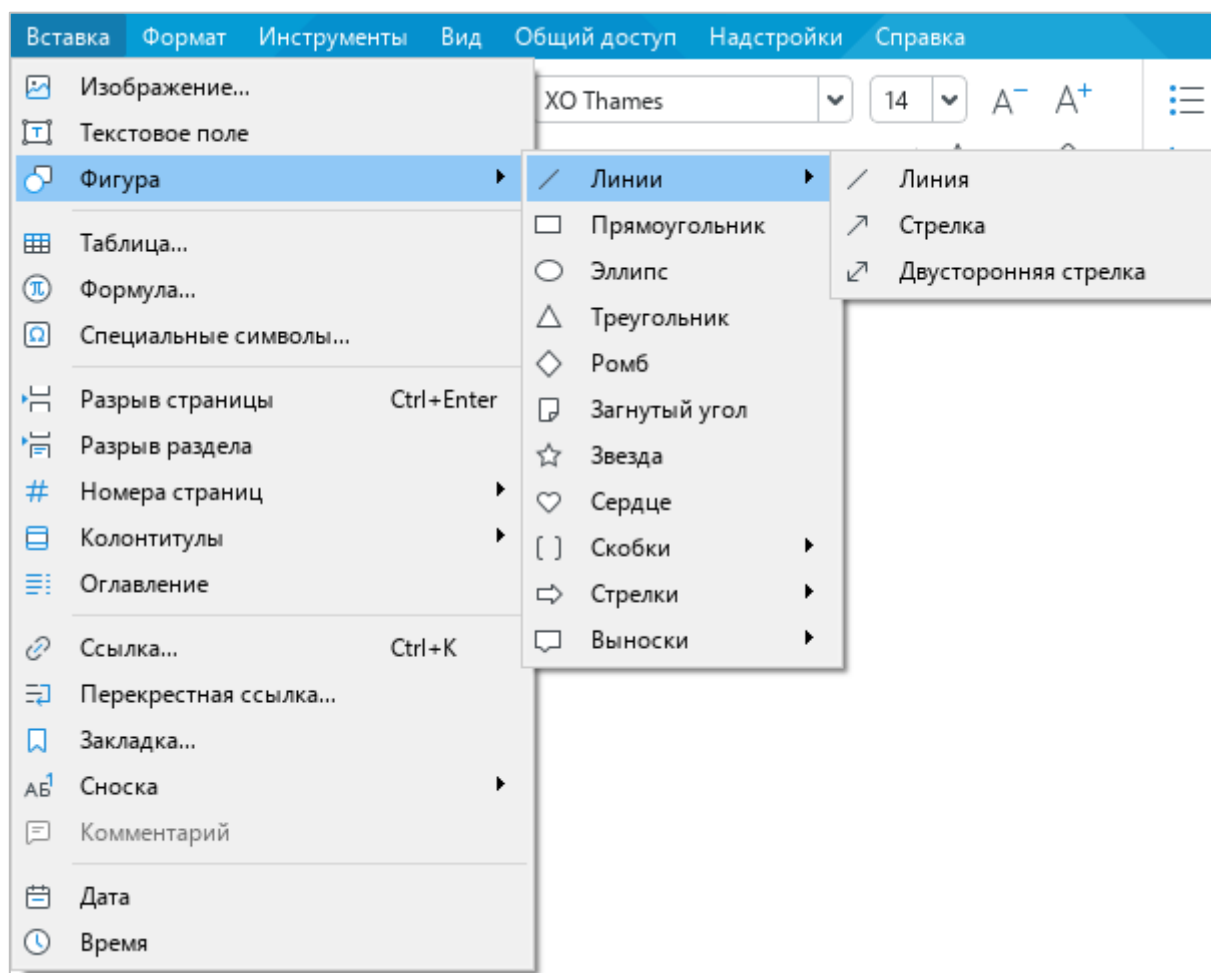 Вставка Формат Инструменты Вид Общий доступ Надстройки Справка
XO Thames 14 A− A+
Изображение...
Текстовое поле
Фигура
Таблица...
Формула...
Специальные символы...
Разрыв страницы Ctrl+Enter
Разрыв раздела
Номера страниц
Колонтитулы
Оглавление
Ссылка... Ctrl+K
Перекрестная ссылка...
Закладка...
АБ1 Сноска
Комментарий
Дата
Время
Линии
Прямоугольник
Эллипс
Треугольник
Ромб
Загнутый угол
Звезда
Сердце
Скобки
Стрелки
Выноски
Линия
Стрелка
Двусторонняя стрелка